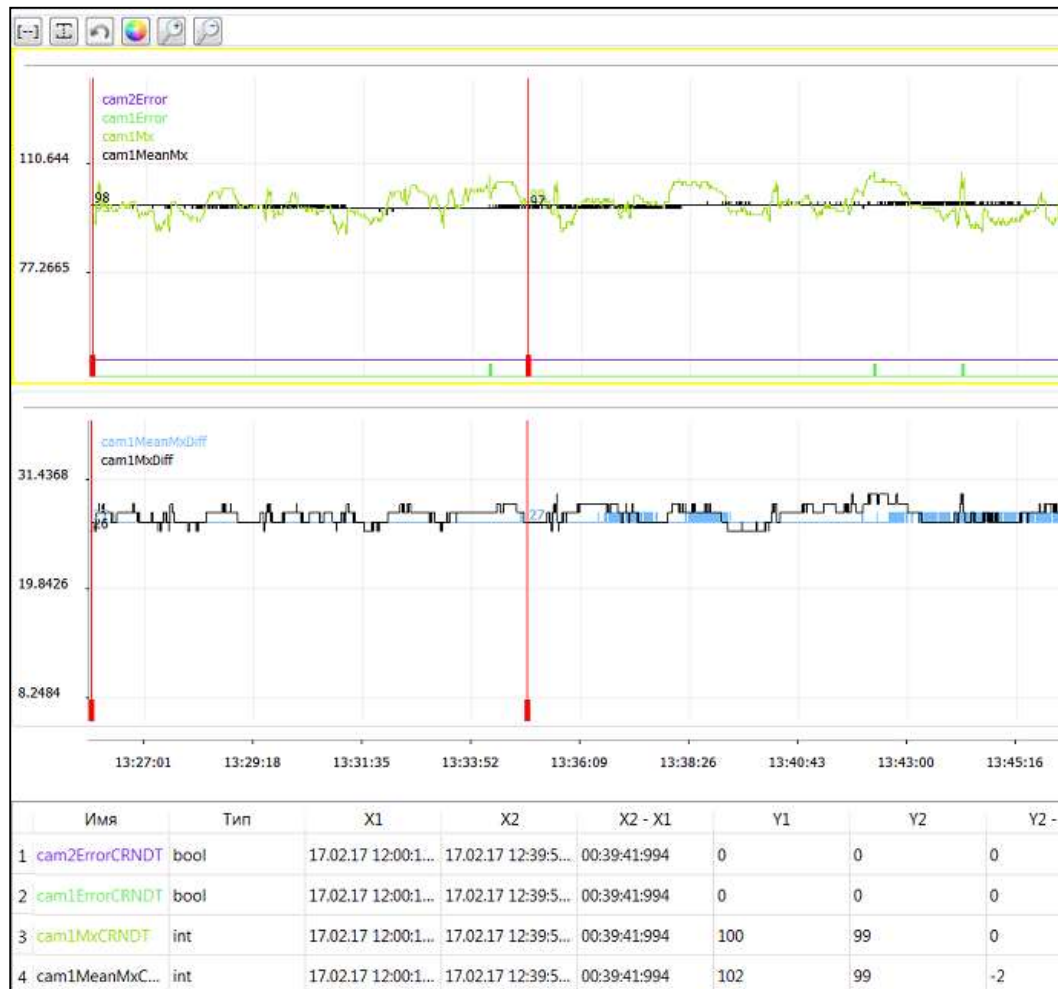 [--]
cam2Error
cam1Error
cam1Mx
cam1MeanMx
110.644
98
97
77.2665
cam1MeanMxDiff
cam1MxDiff
31.4368
26
27
19.8426
8.2484
13:27:01 13:29:18 13:31:35 13:33:52 13:36:09 13:38:26 13:40:43 13:43:00 13:45:16
Имя Тип X1 X2 X2 - X1 Y1 Y2 Y2 -
1 cam2ErrorCRNDT bool 17.02.17 12:00:1... 17.02.17 12:39:5... 00:39:41:994 0 0 0
2 cam1ErrorCRNDT bool 17.02.17 12:00:1... 17.02.17 12:39:5... 00:39:41:994 0 0 0
3 cam1MxCRNDT int 17.02.17 12:00:1... 17.02.17 12:39:5... 00:39:41:994 100 99 0
4 cam1MeanMxC... int 17.02.17 12:00:1... 17.02.17 12:39:5... 00:39:41:994 102 99 -2